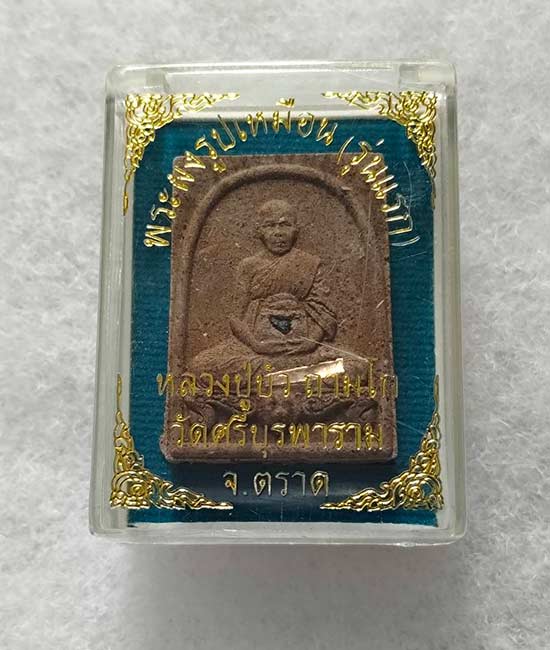 พระผงรูปเหมือน (รุ่นแรก)
หลวงปู่บัว ถามโก
วัดศรีบุรพาราม
จ.ตราด